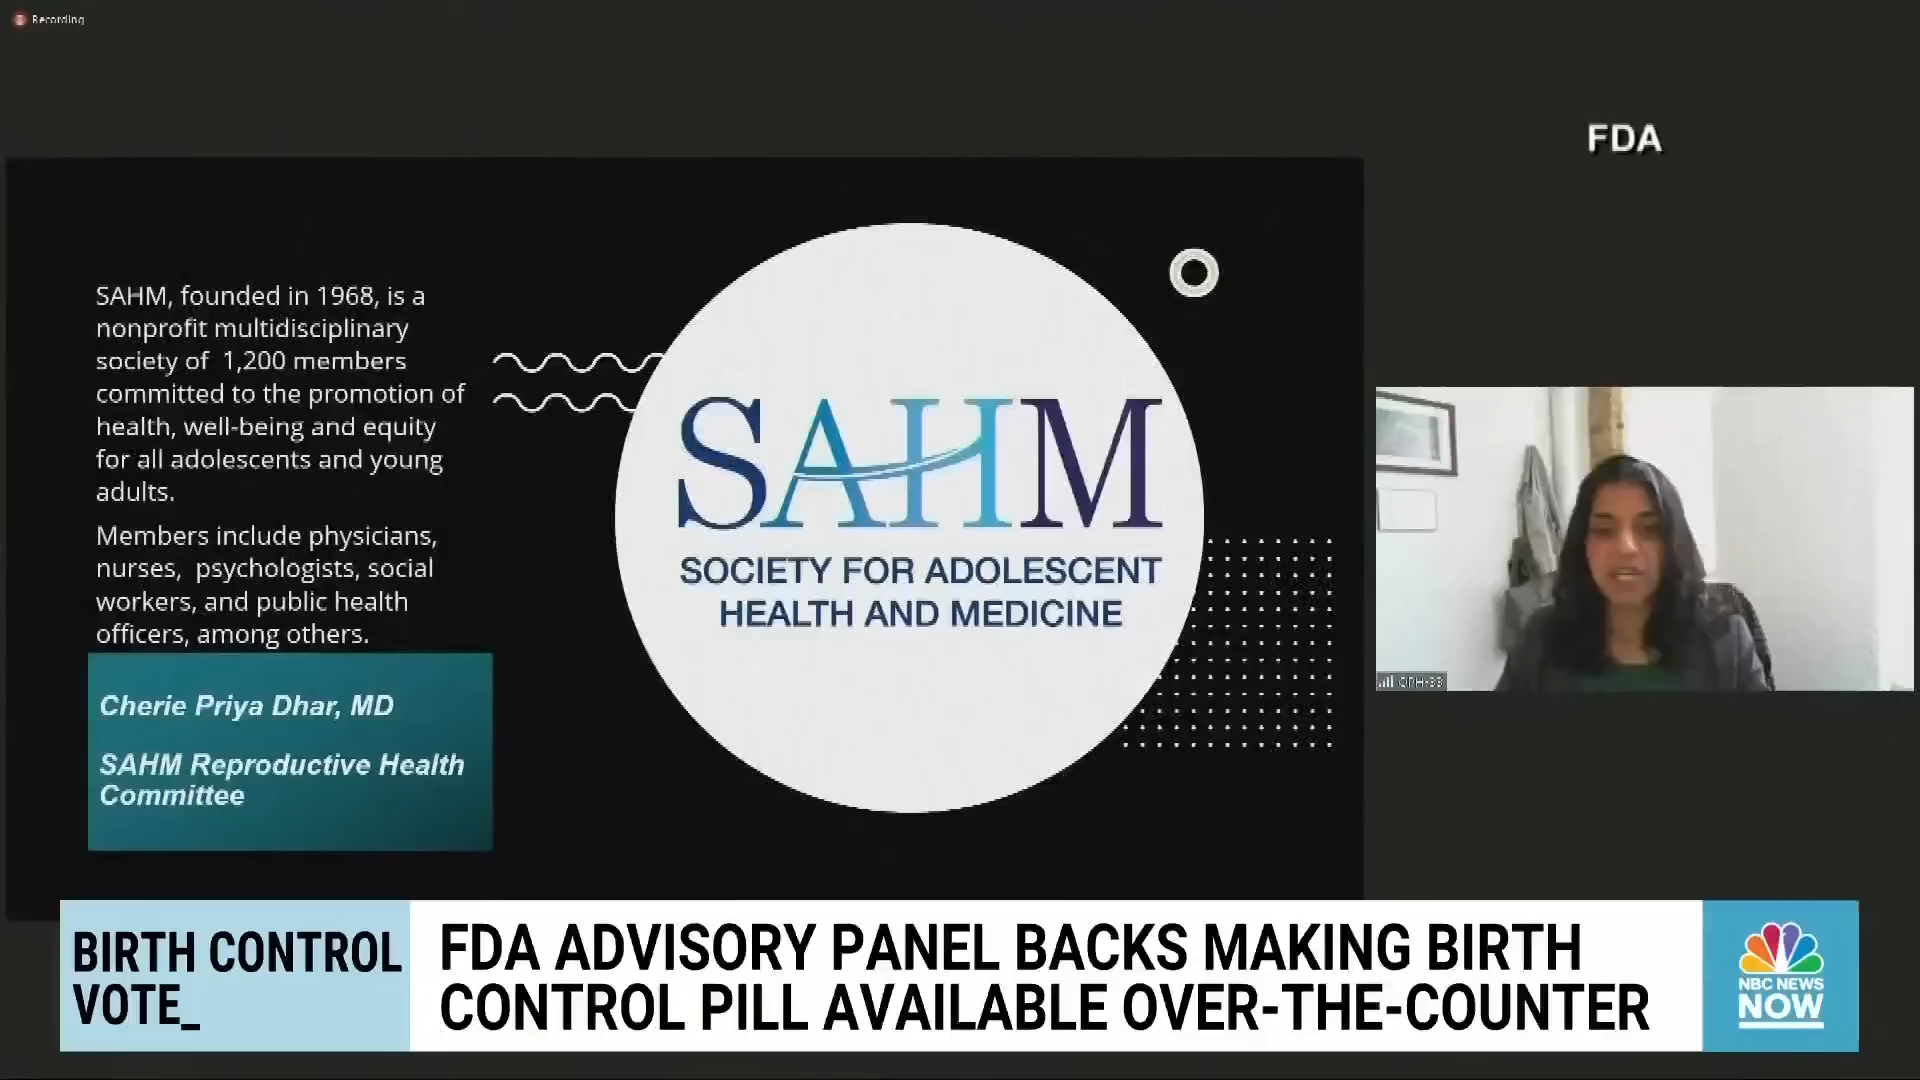 Recording
FDA
SAHM, founded in 1968, is a
nonprofit multidisciplinary
society of 1,200 members
committed to the promotion of
health, well-being and equity
for all adolescents and young
adults.
Members include physicians,
nurses, psychologists, social
workers, and public health
officers, among others.
Cherie Priya Dhar, MD
SAHM Reproductive Health
Committee
SAHM
SOCIETY FOR ADOLESCENT
HEALTH AND MEDICINE
BIRTH CONTROL
VOTE_
FDA ADVISORY PANEL BACKS MAKING BIRTH
CONTROL PILL AVAILABLE OVER-THE-COUNTER
NBC NEWS
NOW